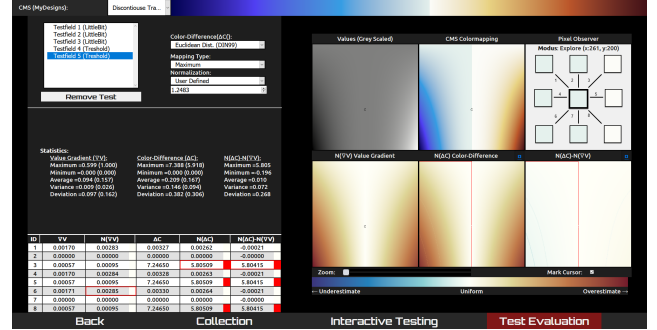 CMS (MyDesigns): Discontiouse Tra...
Testfield 1 (LittleBit)
Testfield 2 (LittleBit)
Testfield 3 (LittleBit)
Testfield 4 (Treshold)
Testfield 5 (Treshold)
Remove Test
Color-Difference(ΔC):
Euclidean Dist. (DIN99)
Mapping Type:
Maximum
Normalization:
User Defined
1.2483
Statistics:
Value Gradient (∇V): Color-Difference (ΔC): N(ΔC)-N(∇V):
Maximum =0.599 (1.000) Maximum =7.388 (5.918) Maximum =5.805
Minimum =0.000 (0.000) Minimum =0.000 (0.000) Minimum =-0.196
Average =0.094 (0.157) Average =0.209 (0.167) Average =0.010
Variance =0.009 (0.026) Variance =0.146 (0.094) Variance =0.072
Deviation =0.097 (0.162) Deviation =0.382 (0.306) Deviation =0.268
ID ∇V N(∇V) ΔC N(ΔC) N(ΔC)-N(∇V)
1 0.00170 0.00283 0.00327 0.00262 -0.00021
2 0.00000 0.00000 0.00000 0.00000 -0.00000
3 0.00057 0.00095 7.24650 5.80509 5.80415
4 0.00170 0.00284 0.00328 0.00263 -0.00021
5 0.00057 0.00095 7.24650 5.80509 5.80415
6 0.00171 0.00285 0.00330 0.00264 -0.00021
7 0.00000 0.00000 0.00000 0.00000 -0.00000
8 0.00057 0.00095 7.24650 5.80509 5.80415
Values (Grey Scaled) CMS Colormapping Pixel Observer
Modus: Explore (x:261, y:200)
1 2 3
4 5
6 7 8
N(∇V) Value Gradient N(ΔC) Color-Difference N(ΔC)-N(∇V)
Zoom: Mark Cursor:
← Underestimate Uniform Overestimate →
Back Collection Interactive Testing Test Evaluation